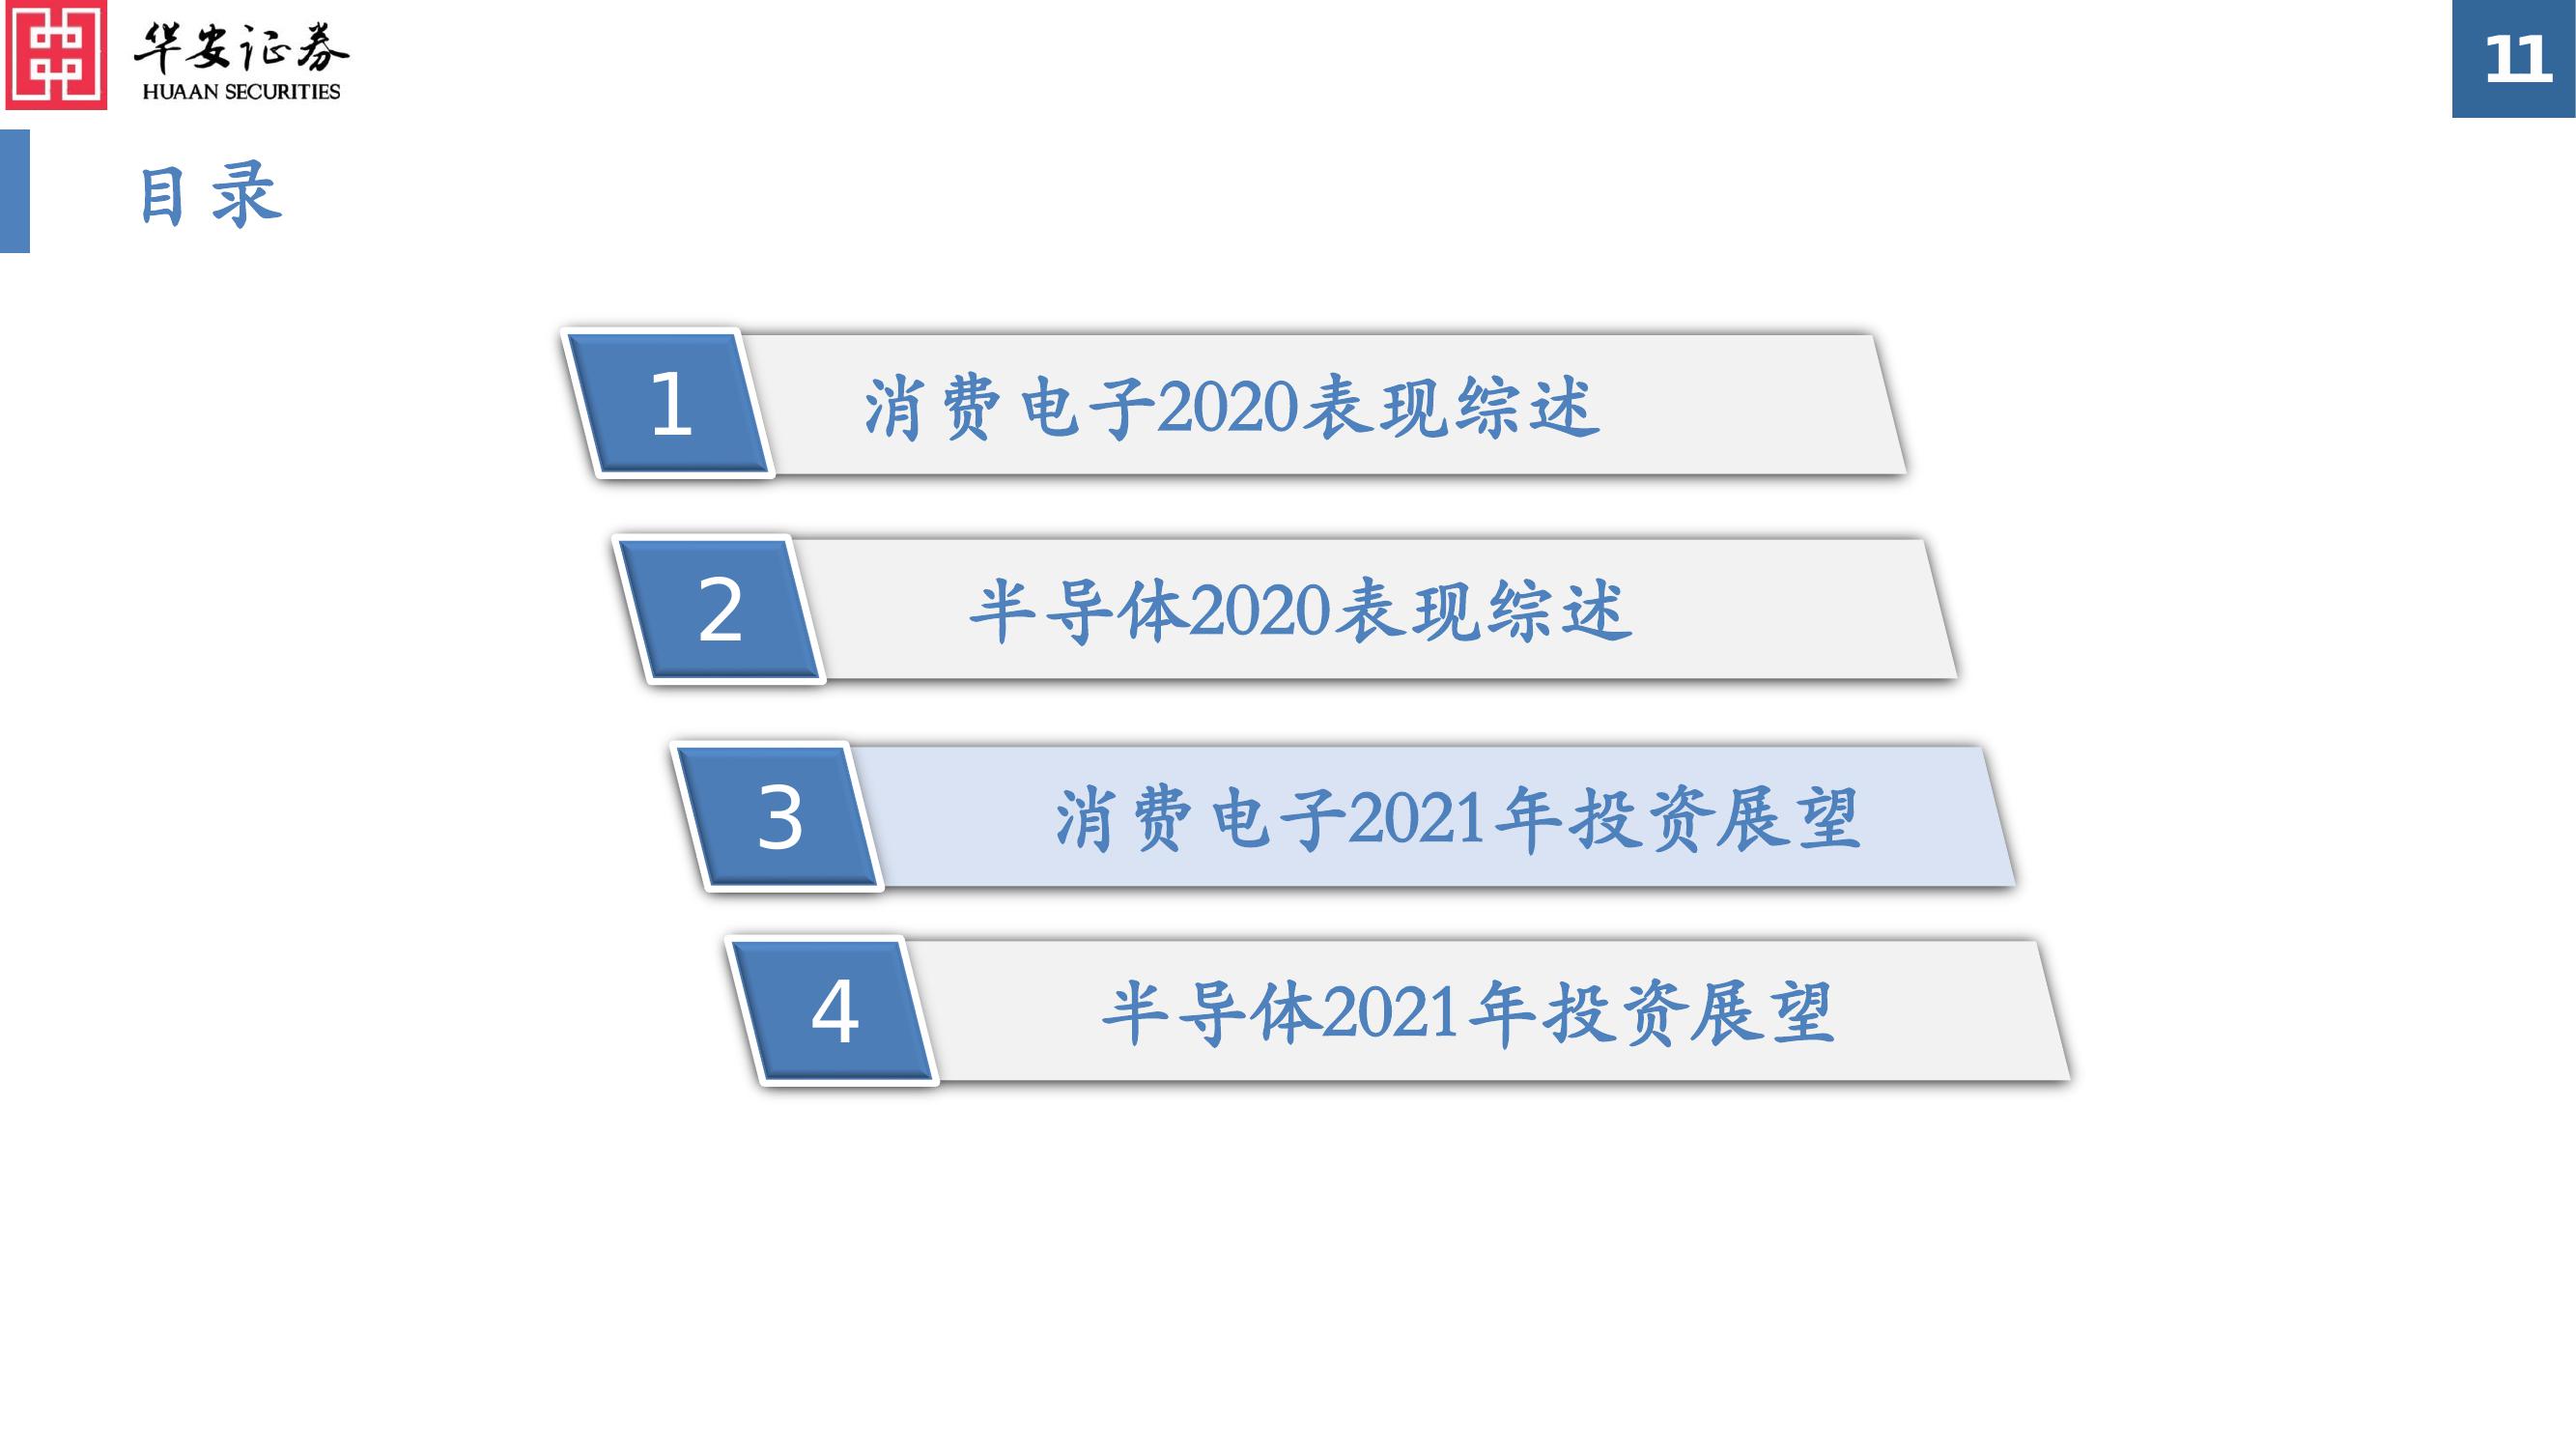 华安证券
HUAAN SECURITIES
11
目录
1 消费电子2020表现综述
2 半导体2020表现综述
3 消费电子2021年投资展望
4 半导体2021年投资展望